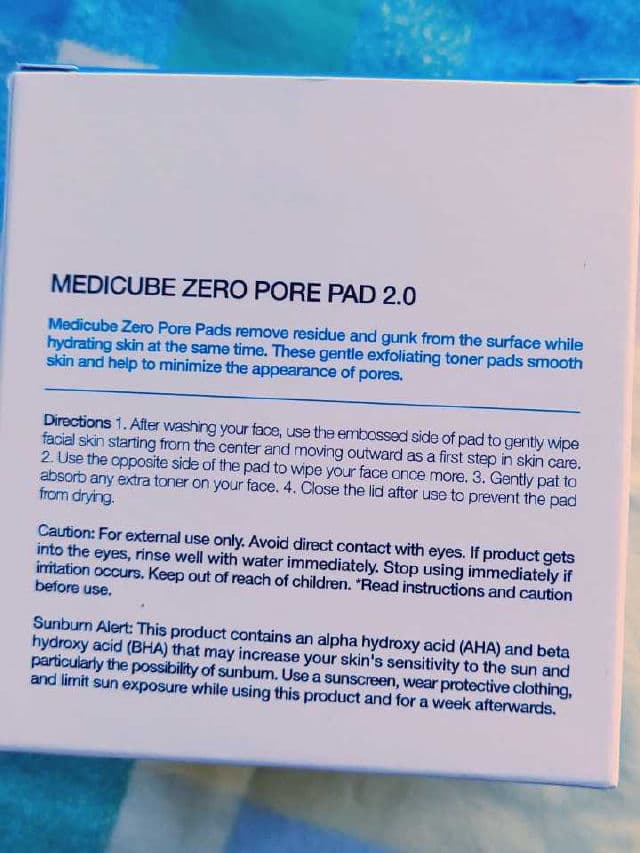 MEDICUBE ZERO PORE PAD 2.0
Medicube Zero Pore Pads remove residue and gunk from the surface while
hydrating skin at the same time. These gentle exfoliating toner pads smooth
skin and help to minimize the appearance of pores.
Directions 1. After washing your face, use the embossed side of pad to gently wipe
facial skin starting from the center and moving outward as a first step in skin care.
2. Use the opposite side of the pad to wipe your face once more. 3. Gently pat to
absorb any extra toner on your face. 4. Close the lid after use to prevent the pad
from drying.
Caution: For external use only. Avoid direct contact with eyes. If product gets
into the eyes, rinse well with water immediately. Stop using immediately if
irritation occurs. Keep out of reach of children. *Read instructions and caution
before use.
Sunburn Alert: This product contains an alpha hydroxy acid (AHA) and beta
hydroxy acid (BHA) that may increase your skin's sensitivity to the sun and
particularly the possibility of sunburn. Use a sunscreen, wear protective clothing,
and limit sun exposure while using this product and for a week afterwards.